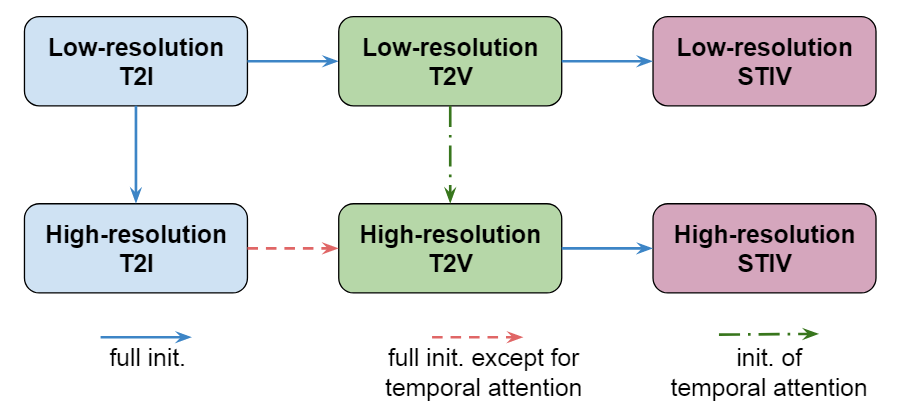 Low-resolution
T2I
Low-resolution
T2V
Low-resolution
STIV
High-resolution
T2I
High-resolution
T2V
High-resolution
STIV
full init.
full init. except for
temporal attention
init. of
temporal attention